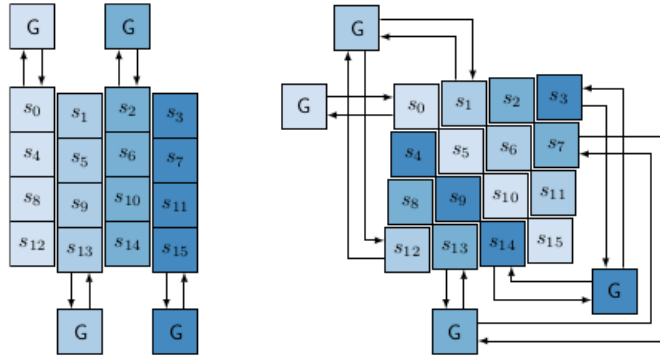 G G
s0 s1 s2 s3
s4 s5 s6 s7
s8 s9 s10 s11
s12 s13 s14 s15
G G
G
G
s0 s1 s2 s3
s4 s5 s6 s7
s8 s9 s10 s11
s12 s13 s14 s15
G
G